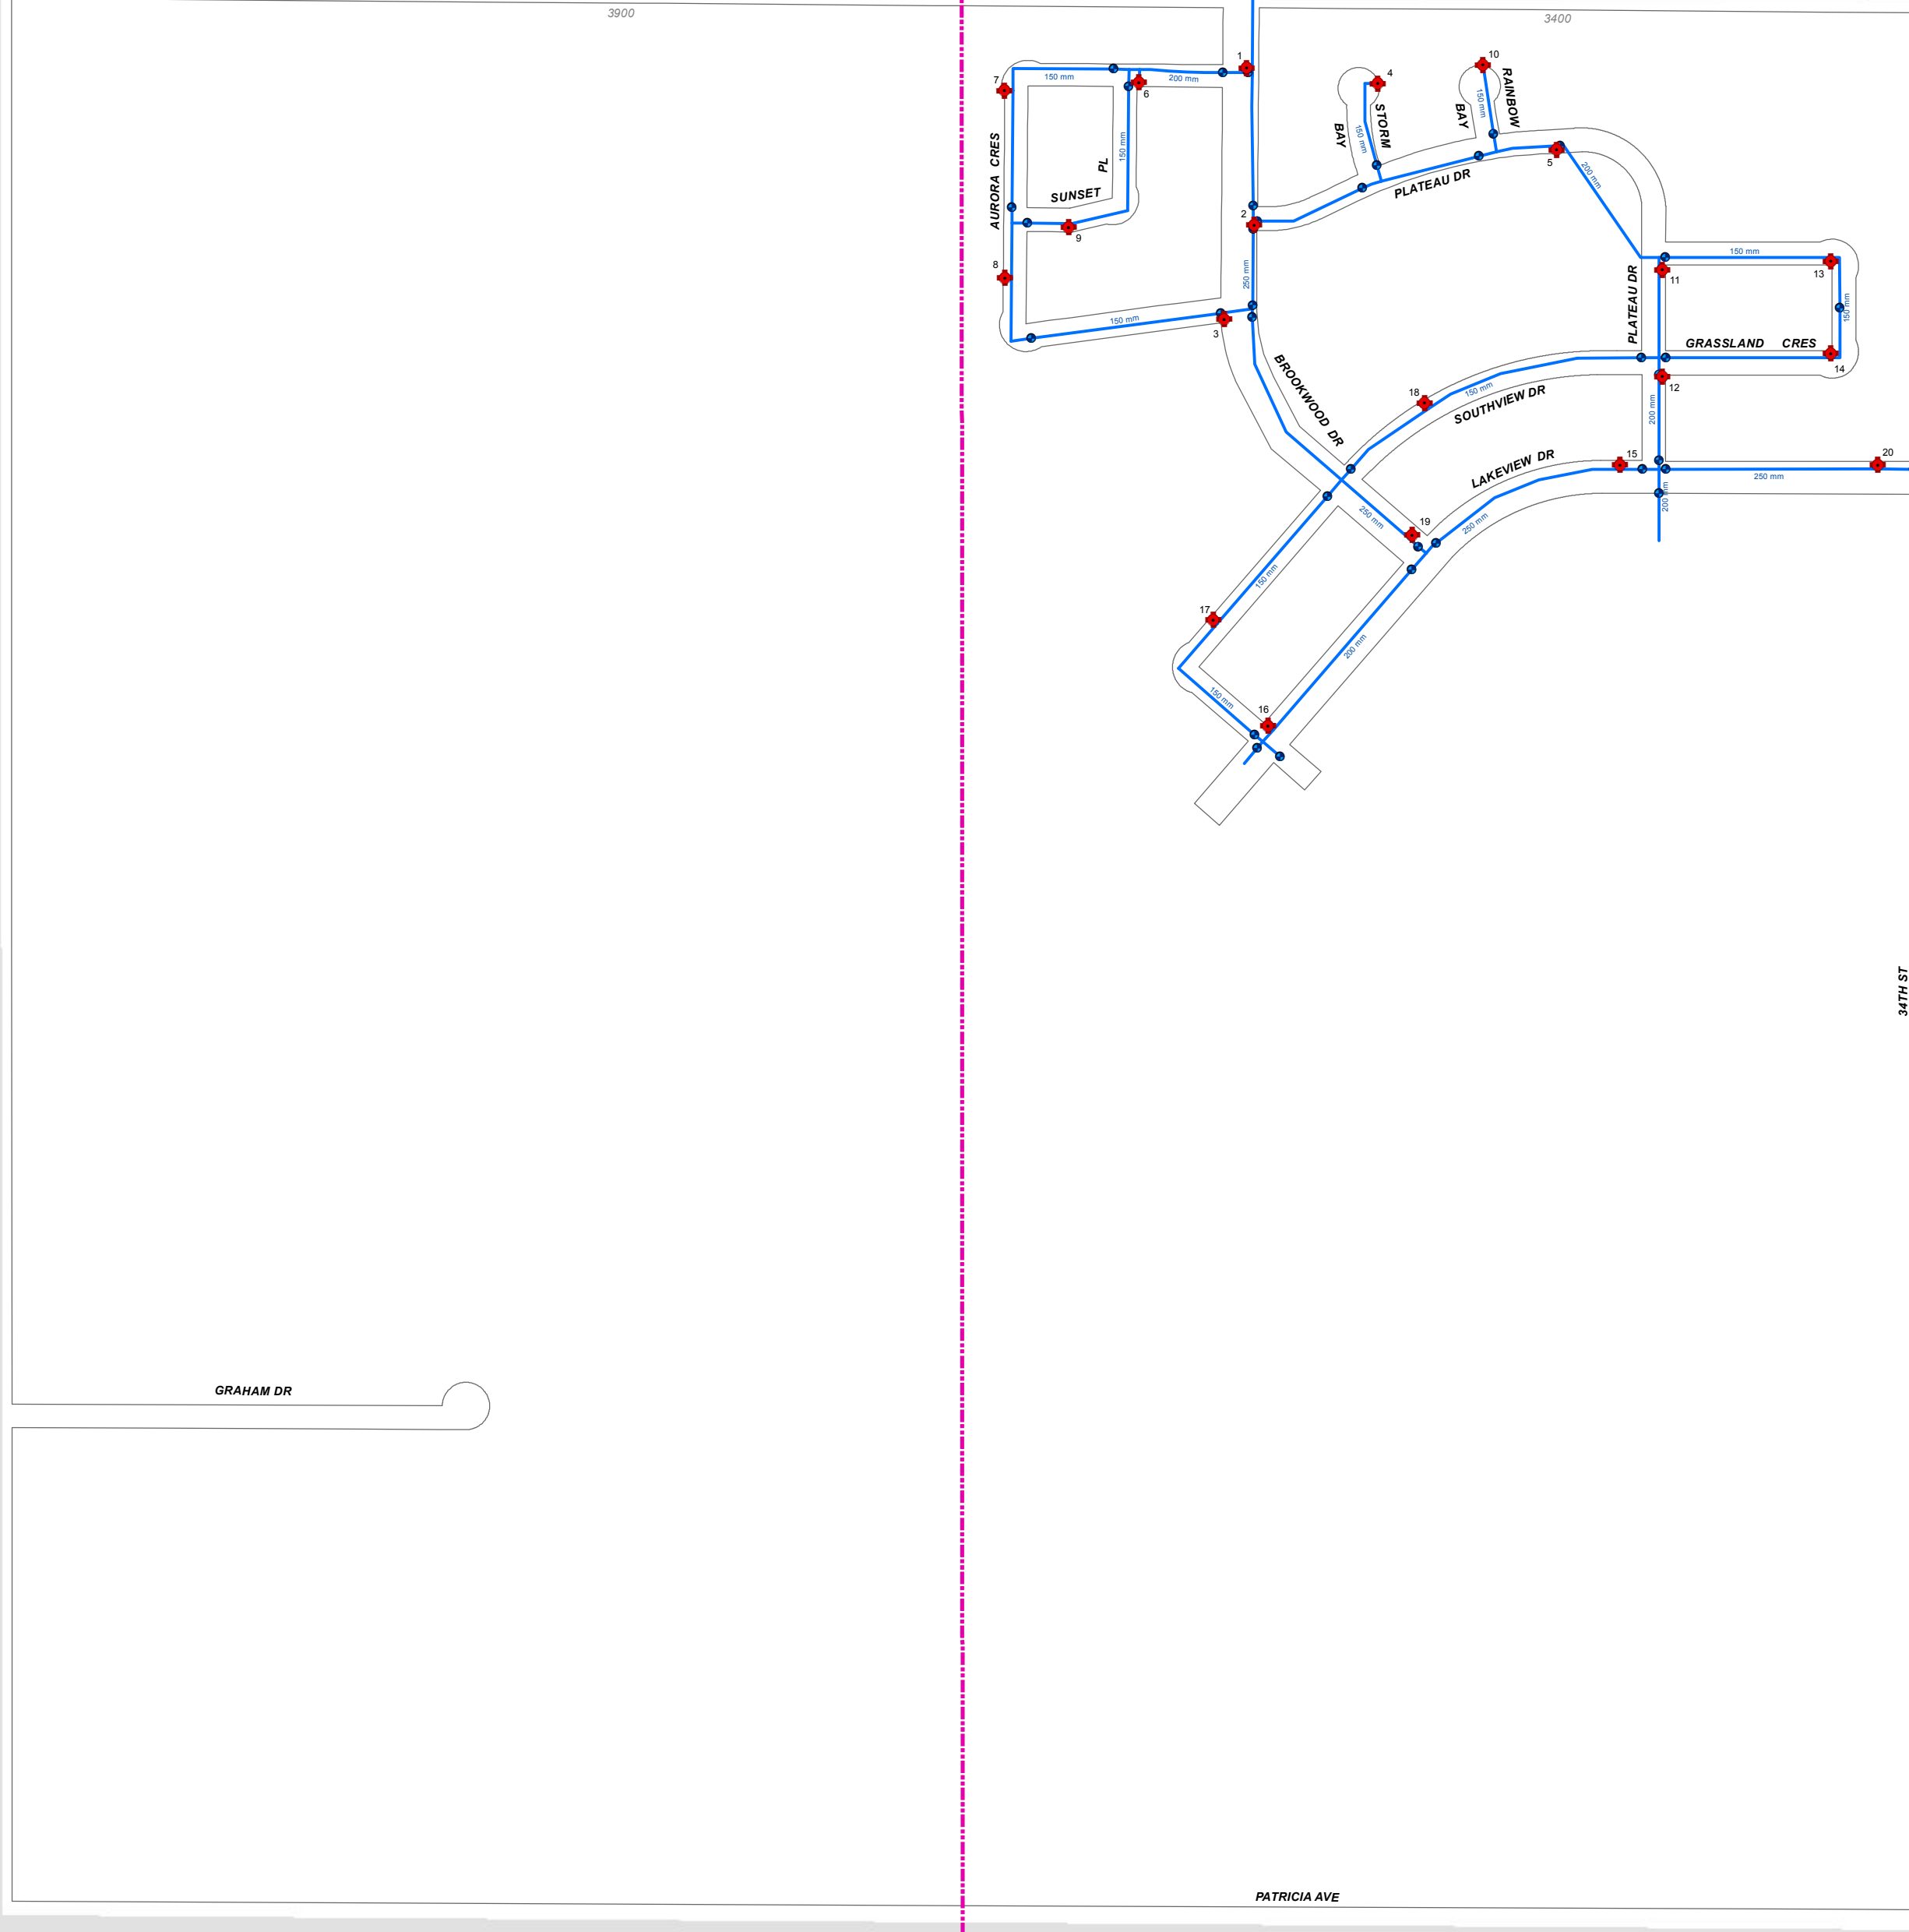 3900
3400
1
10
4
7
150 mm
200 mm
6
RAINBOW
BAY
150 mm
STORM
BAY
150 mm
5
AURORA CRES
150 mm
PL
SUNSET
PLATEAU DR
200 mm
2
9
8
250 mm
150 mm
13
11
PLATEAU DR
150 mm
150 mm
3
GRASSLAND CRES
14
12
BROOKWOOD DR
18
150 mm
SOUTHVIEW DR
200 mm
LAKEVIEW DR
15
20
250 mm
200 mm
250 mm
19
250 mm
150 mm
17
200 mm
150 mm
16
34TH ST
GRAHAM DR
PATRICIA AVE